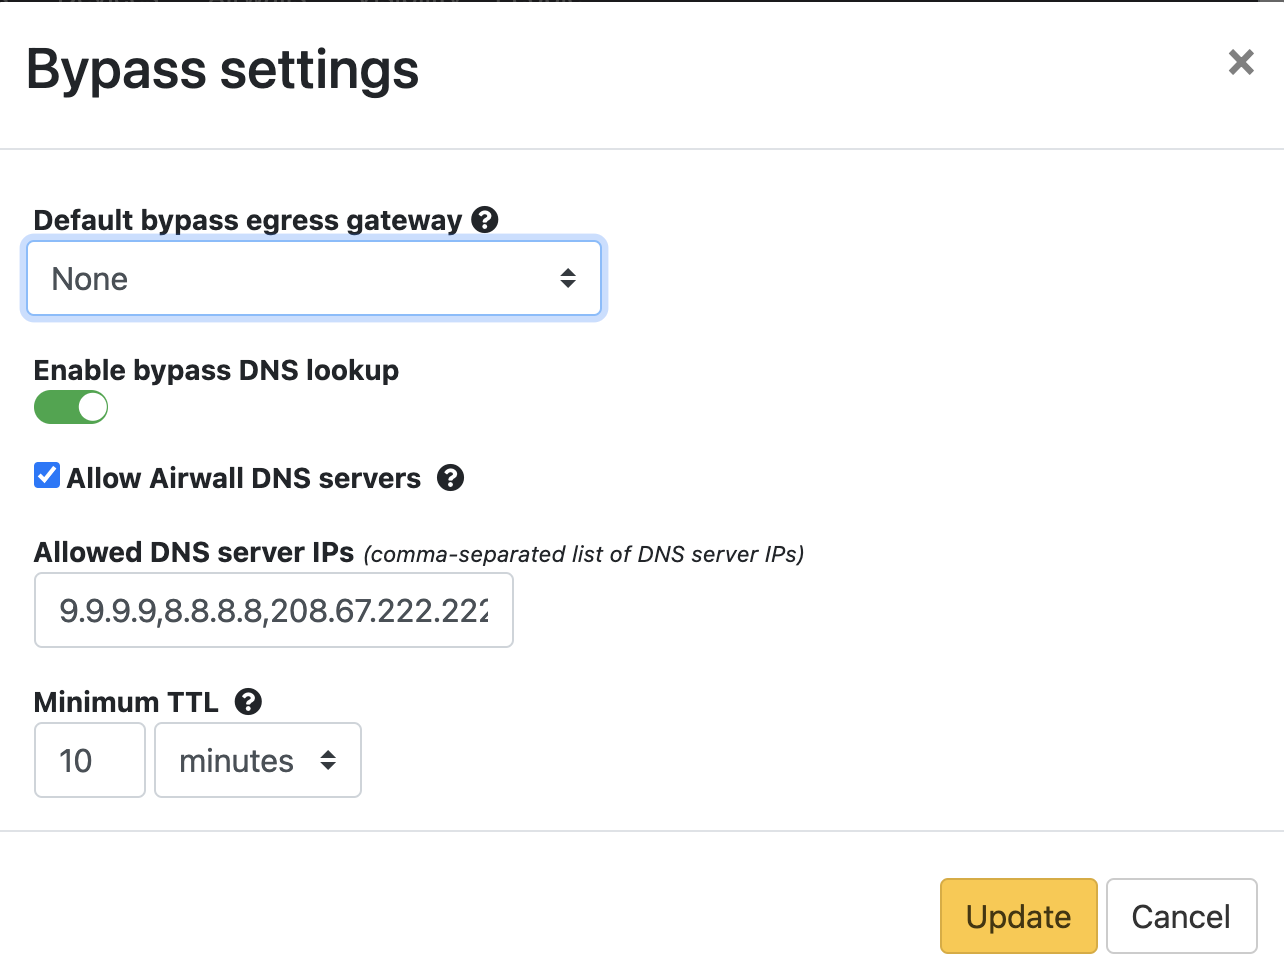 Bypass settings
Default bypass egress gateway
None
Enable bypass DNS lookup
Allow Airwall DNS servers
Allowed DNS server IPs (comma-separated list of DNS server IPs)
9.9.9.9,8.8.8.8,208.67.222.222
Minimum TTL
10 minutes
Update Cancel